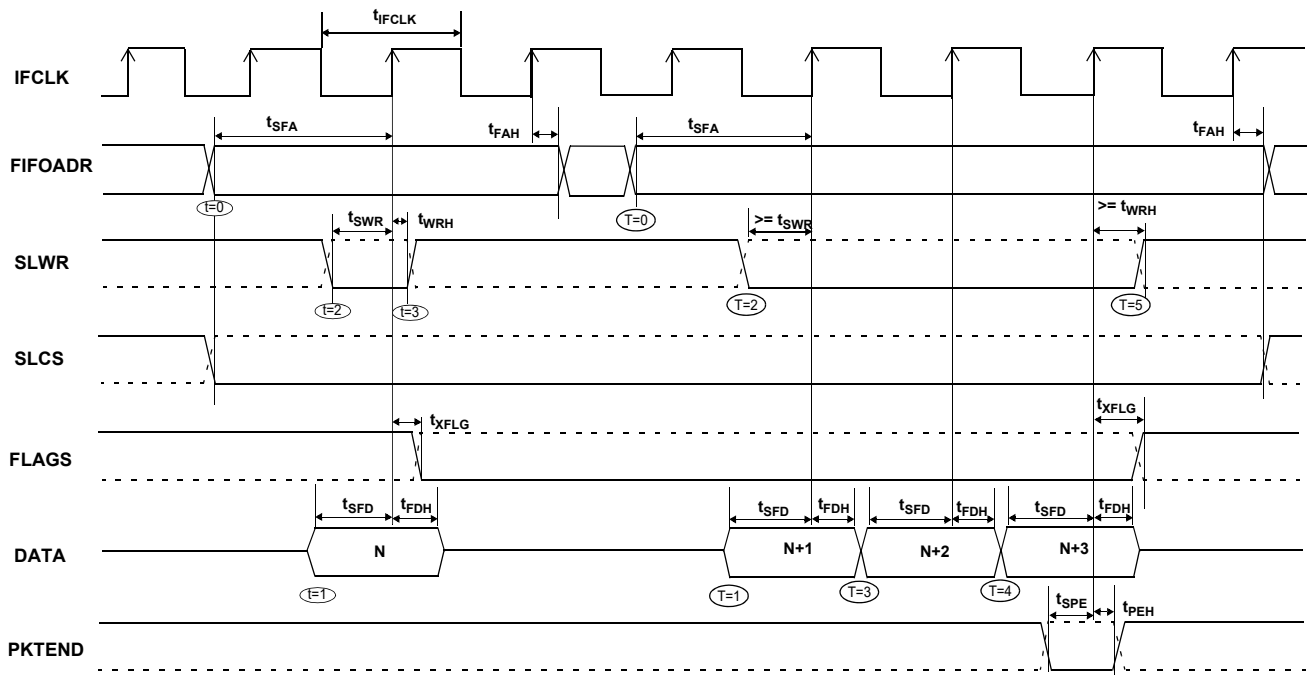 tIFCLK
IFCLK
tSFA
tFAH
tSFA
tFAH
FIFOADR
t=0
T=0
tSWR
tWRH
>= tSWR
>= tWRH
SLWR
t=2
t=3
T=2
T=5
SLCS
tXFLG
tXFLG
FLAGS
tSFD
tFDH
tSFD
tFDH
tSFD
tFDH
tSFD
tFDH
DATA
N
N+1
N+2
N+3
t=1
T=1
T=3
T=4
tSPE
tPEH
PKTEND